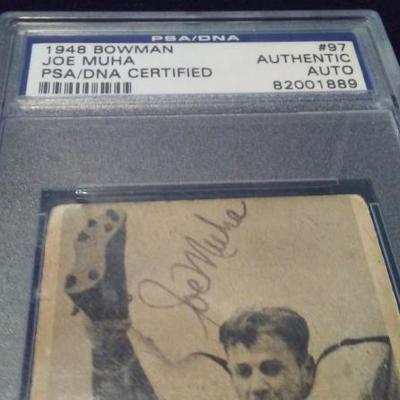 PSA/DNA
1948 BOWMAN #97
JOE MUHA AUTHENTIC
PSA/DNA CERTIFIED AUTO
82001889
Joe Muha